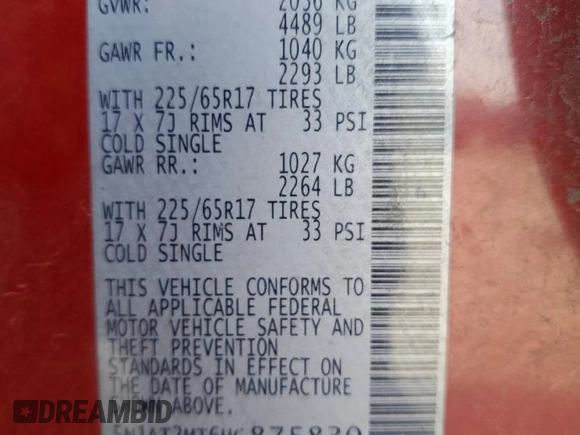 GVWR: 2036 KG
4489 LB
GAWR FR.: 1040 KG
2293 LB
WITH 225/65R17 TIRES
17 X 7J RIMS AT 33 PSI
COLD SINGLE
GAWR RR.: 1027 KG
2264 LB
WITH 225/65R17 TIRES
17 X 7J RIMS AT 33 PSI
COLD SINGLE
THIS VEHICLE CONFORMS TO
ALL APPLICABLE FEDERAL
MOTOR VEHICLE SAFETY AND
THEFT PREVENTION
STANDARDS IN EFFECT ON
THE DATE OF MANUFACTURE
ABOVE.
DREAMBID